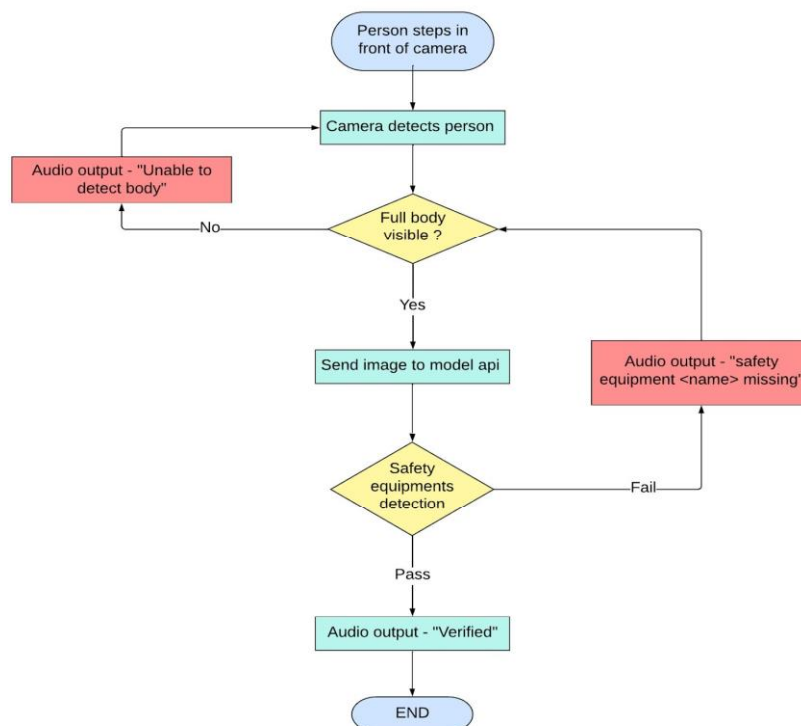 Person steps in
front of camera
Camera detects person
Audio output - "Unable to
detect body"
Full body
visible ?
No
Yes
Send image to model api
Audio output - "safety
equipment <name> missing"
Safety
equipments
detection
Fail
Pass
Audio output - "Verified"
END